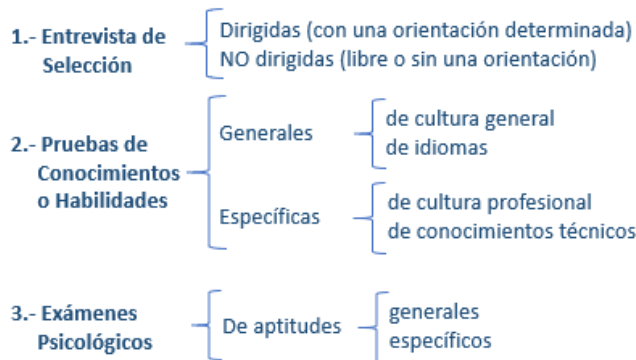 1.- Entrevista de
Selección
Dirigidas (con una orientación determinada)
NO dirigidas (libre o sin una orientación)
2.- Pruebas de
Conocimientos
o Habilidades
Generales
de cultura general
de idiomas
Específicas
de cultura profesional
de conocimientos técnicos
3.- Exámenes
Psicológicos
De aptitudes
generales
específicos